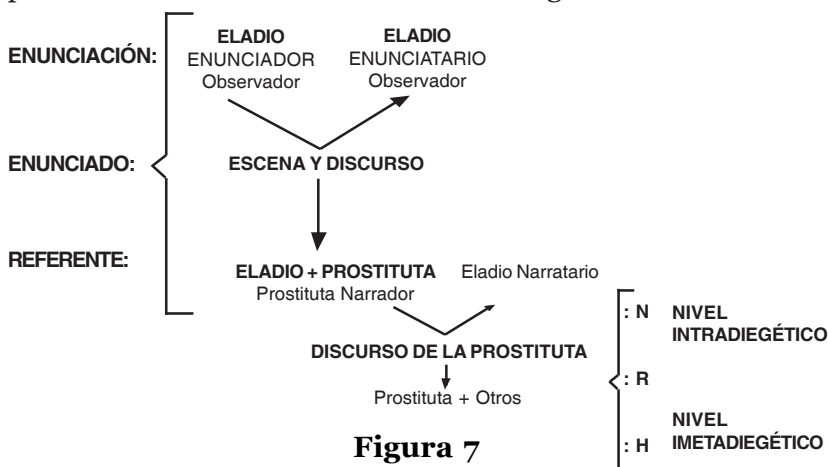 ELADIO ELADIO
ENUNCIACIÓN: ENUNCIADOR ENUNCIATARIO
Observador Observador
ENUNCIADO: ESCENA Y DISCURSO
REFERENTE:
ELADIO + PROSTITUTA Eladio Narratario
Prostituta Narrador
: N NIVEL
INTRADIEGÉTICO
DISCURSO DE LA PROSTITUTA
: R
Prostituta + Otros
NIVEL
: H IMETADIEGÉTICO
Figura 7